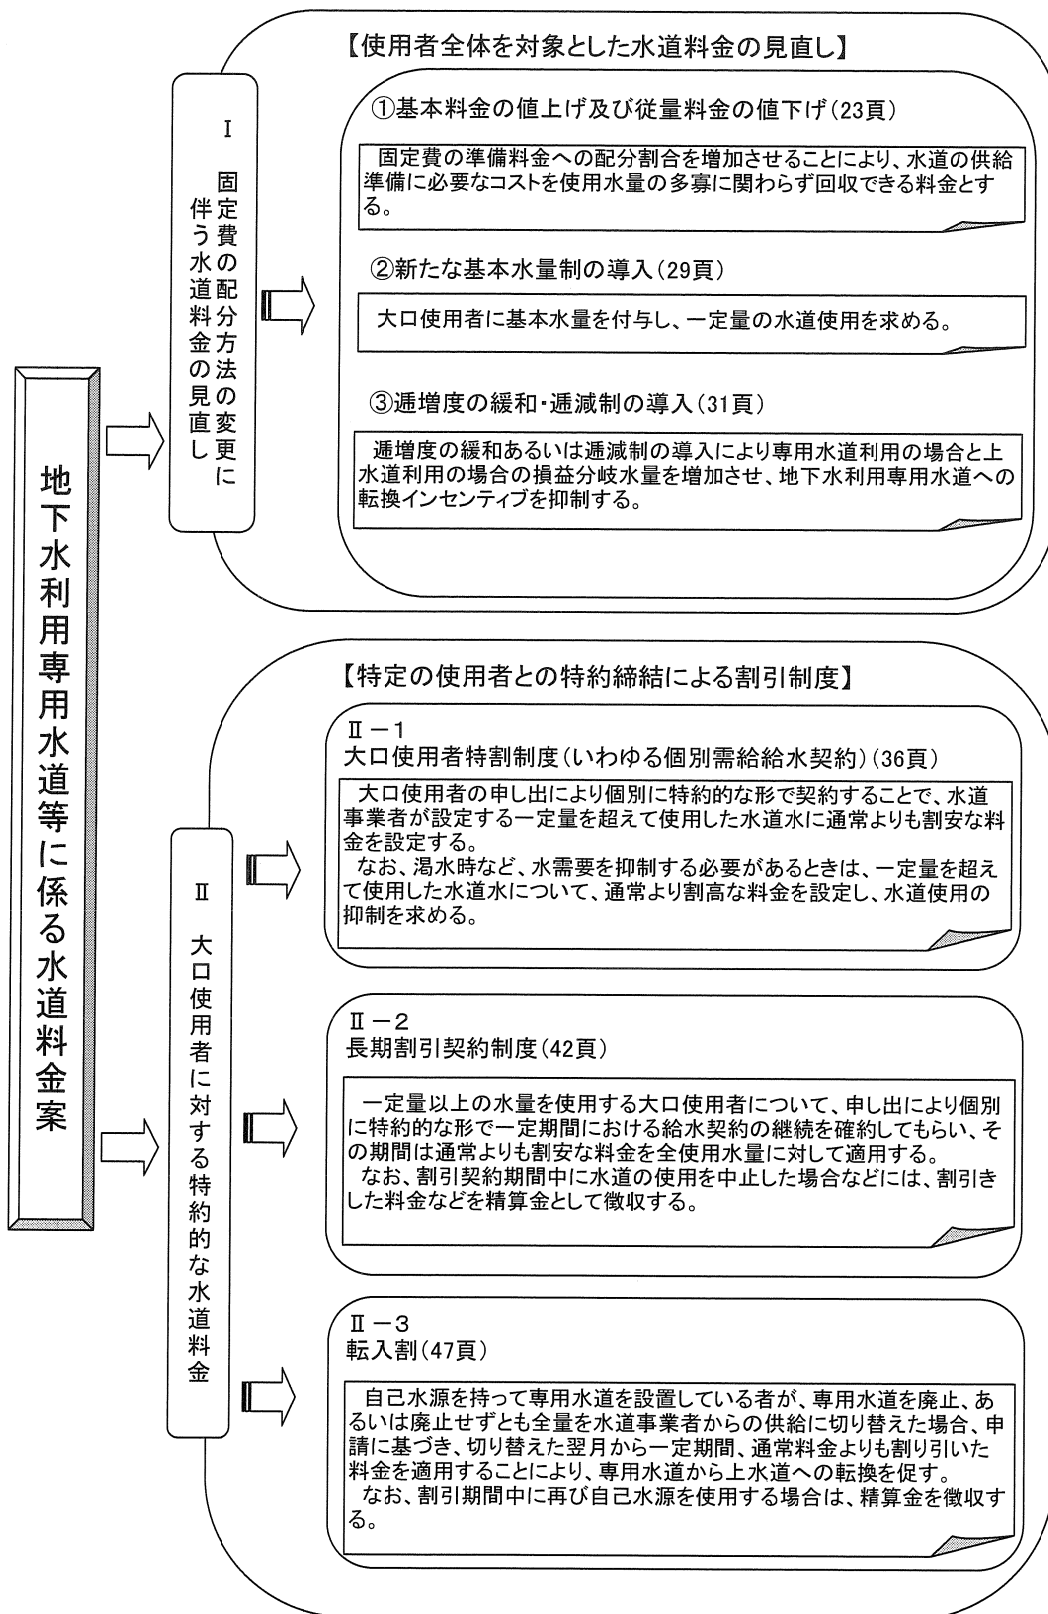 地下水利用専用水道等に係る水道料金案
Ⅰ 固定費の配分方法の変更に
伴う水道料金の見直し
【使用者全体を対象とした水道料金の見直し】
①基本料金の値上げ及び従量料金の値下げ(23頁)
固定費の準備料金への配分割合を増加させることにより、水道の供給
準備に必要なコストを使用水量の多寡に関わらず回収できる料金とす
る。
②新たな基本水量制の導入(29頁)
大口使用者に基本水量を付与し、一定量の水道使用を求める。
③逓増度の緩和・逓減制の導入(31頁)
逓増度の緩和あるいは逓減制の導入により専用水道利用の場合と上
水道利用の場合の損益分岐水量を増加させ、地下水利用専用水道への
転換インセンティブを抑制する。
Ⅱ 大口使用者に対する特約的な水道料金
【特定の使用者との特約締結による割引制度】
Ⅱ-1
大口使用者特割制度(いわゆる個別需給給水契約)(36頁)
大口使用者の申し出により個別に特約的な形で契約することで、水道
事業者が設定する一定量を超えて使用した水道水に通常よりも割安な料
金を設定する。
なお、渇水時など、水需要を抑制する必要があるときは、一定量を超え
て使用した水道水について、通常より割高な料金を設定し、水道使用の
抑制を求める。
Ⅱ-2
長期割引契約制度(42頁)
一定量以上の水量を使用する大口使用者について、申し出により個別
に特約的な形で一定期間における給水契約の継続を確約してもらい、そ
の期間は通常よりも割安な料金を全使用水量に対して適用する。
なお、割引契約期間中に水道の使用を中止した場合などには、割引き
した料金などを精算金として徴収する。
Ⅱ-3
転入割(47頁)
自己水源を持って専用水道を設置している者が、専用水道を廃止、あ
るいは廃止せずとも全量を水道事業者からの供給に切り替えた場合、申
請に基づき、切り替えた翌月から一定期間、通常料金よりも割り引いた
料金を適用することにより、専用水道から上水道への転換を促す。
なお、割引期間中に再び自己水源を使用する場合は、精算金を徴収す
る。